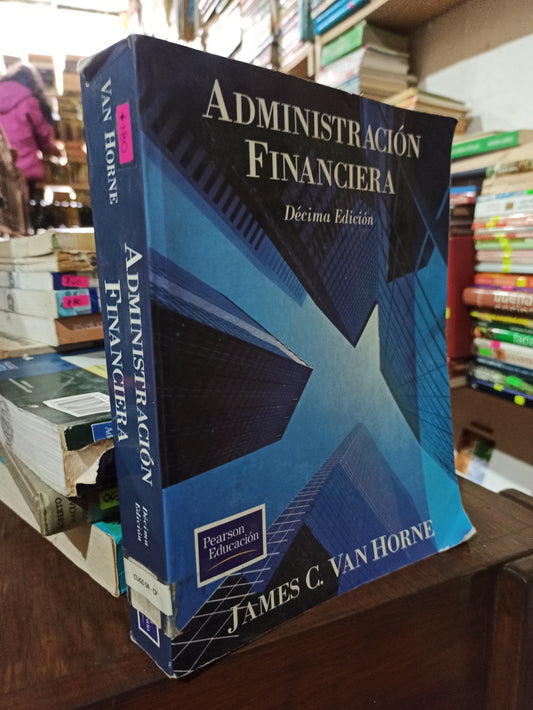 ADMINISTRACIÓN
FINANCIERA
Décima Edición
Pearson
Educación
JAMES C. VAN HORNE
VAN HORNE
ADMINISTRACIÓN
FINANCIERA
Décima
Edición